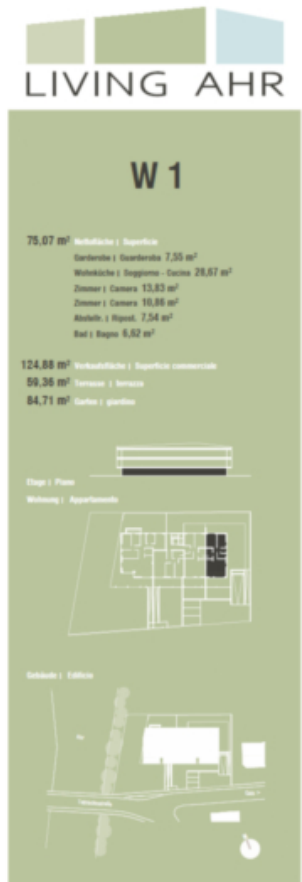 LIVING AHR
W 1
75,07 m² Nettofläche | Superficie
Garderobe | Guardaroba 7,55 m²
Wohnküche | Soggiorno - Cucina 28,67 m²
Zimmer | Camera 13,83 m²
Zimmer | Camera 10,86 m²
Abstellr. | Ripost. 7,54 m²
Bad | Bagno 6,62 m²
124,88 m² Verkaufsfläche | Superficie commerciale
59,36 m² Terrasse | terrazza
84,71 m² Garten | giardino
Etage | Piano
Wohnung | Appartamento
Gebäude | Edificio